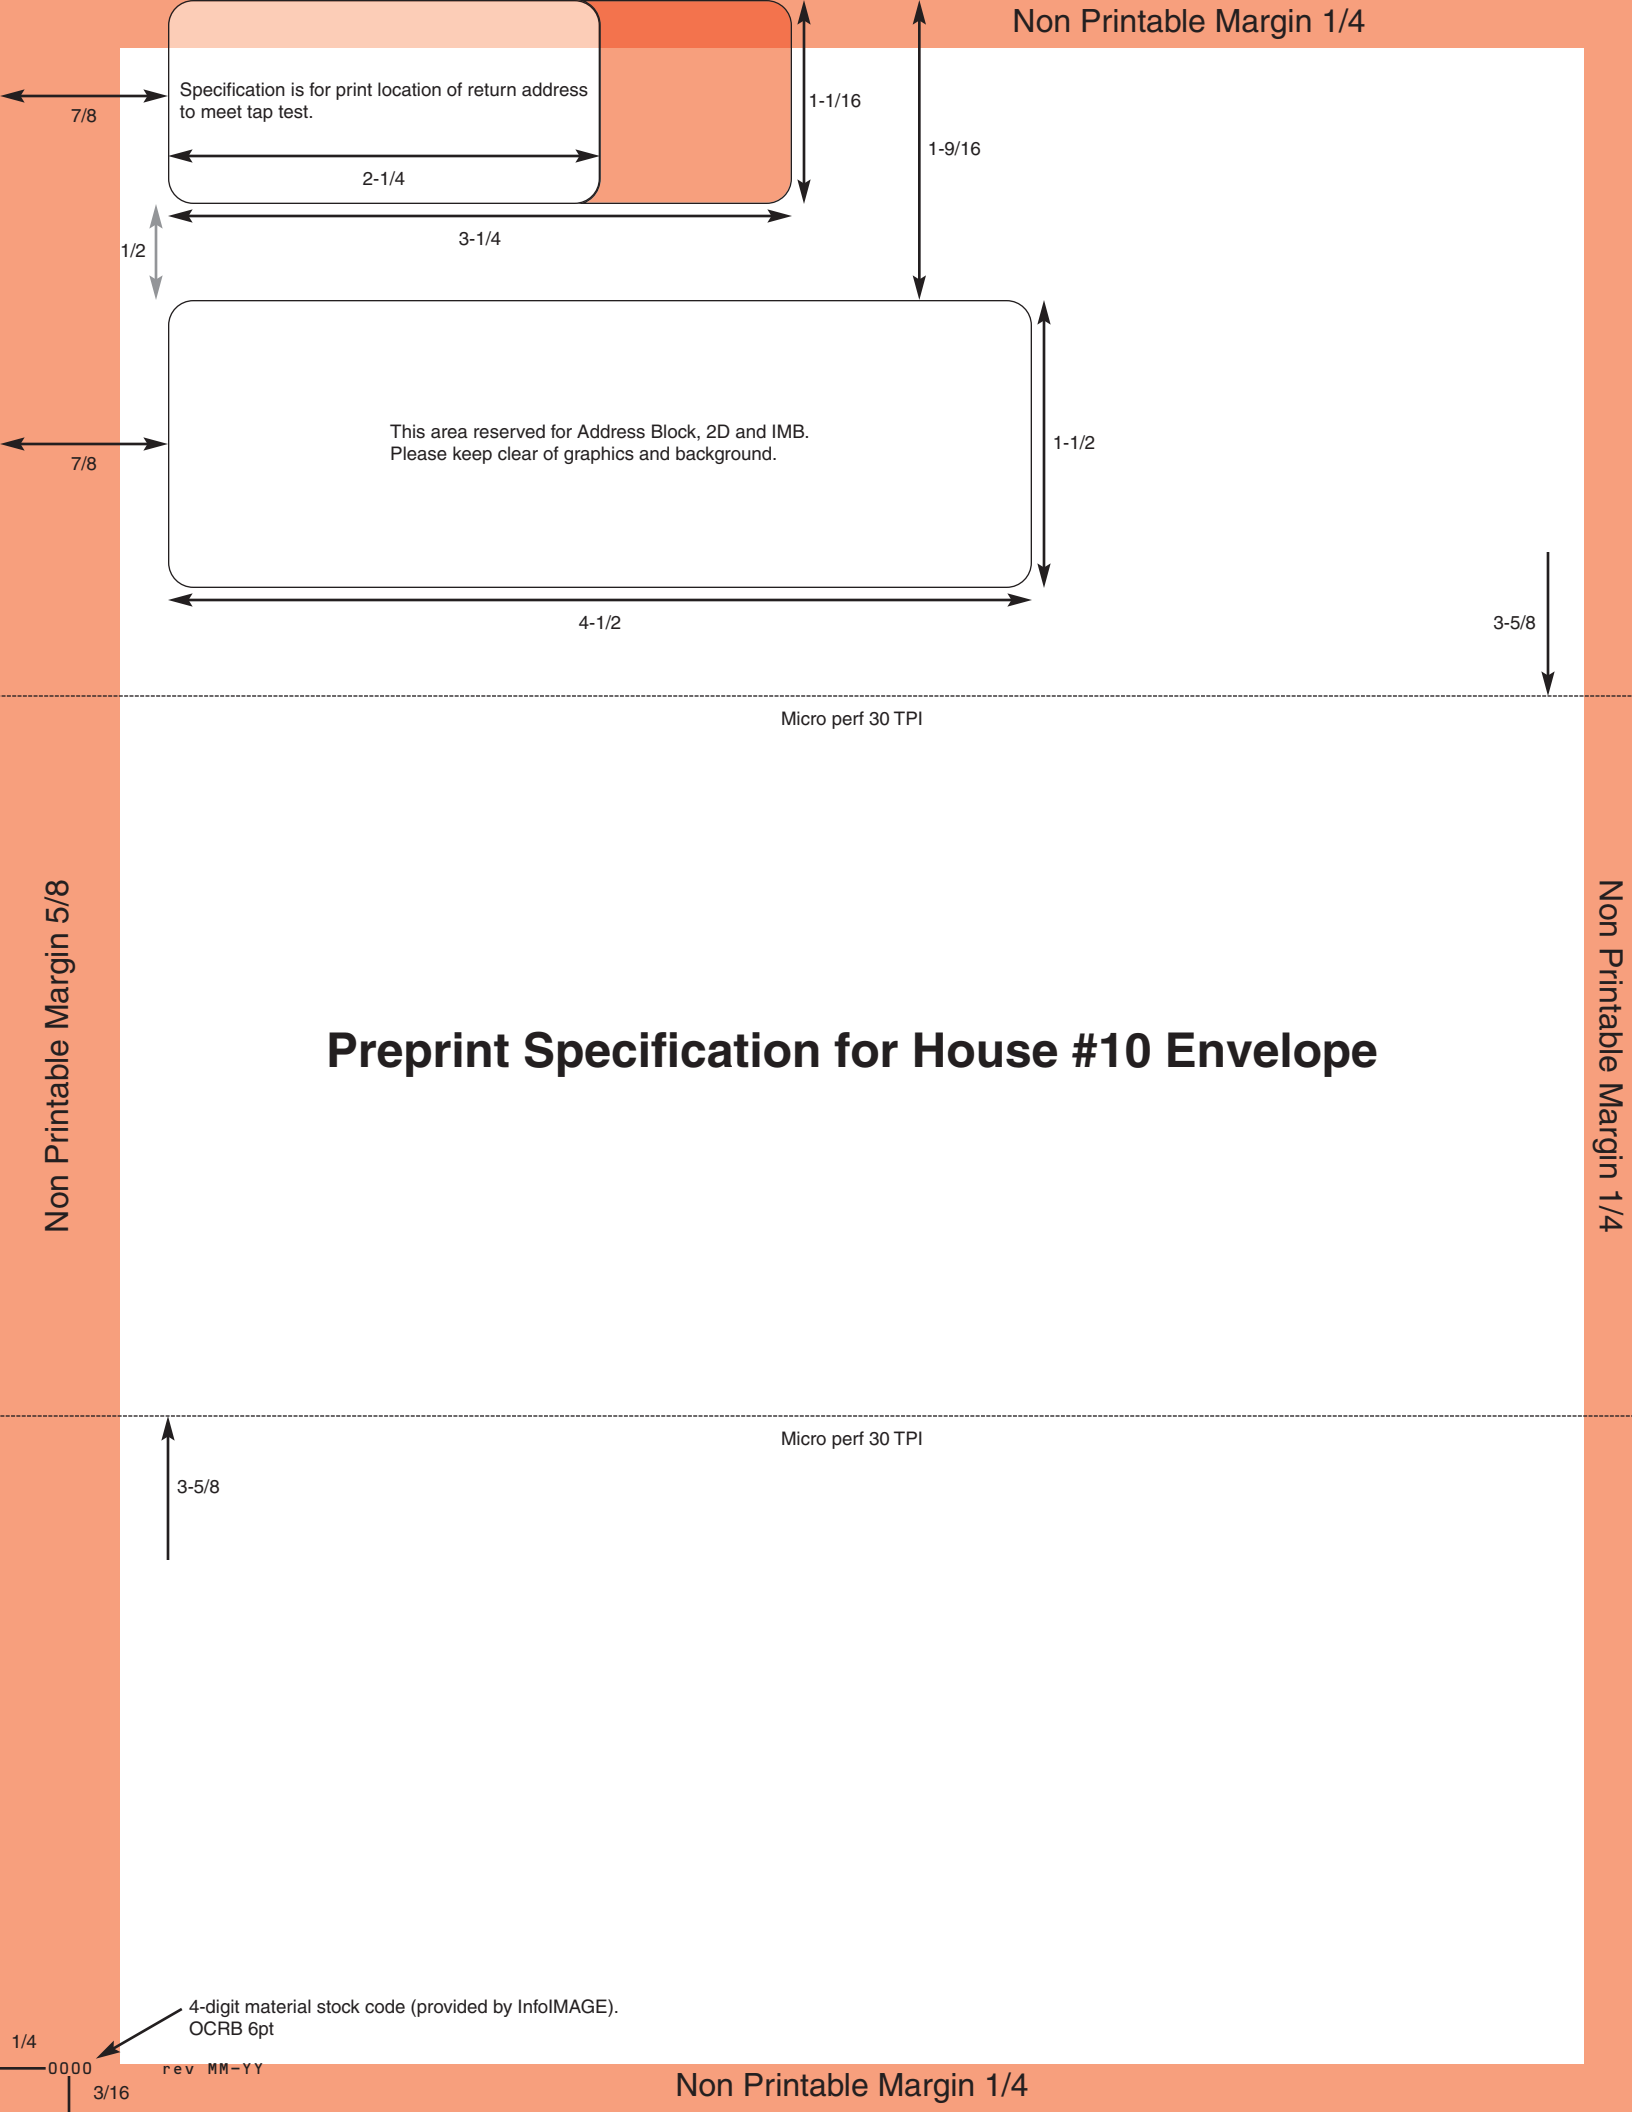 Non Printable Margin 1/4
Specification is for print location of return address
to meet tap test.
7/8
1-1/16
1-9/16
2-1/4
3-1/4
1/2
This area reserved for Address Block, 2D and IMB.
Please keep clear of graphics and background.
7/8
1-1/2
4-1/2
3-5/8
Micro perf 30 TPI
Non Printable Margin 5/8
Preprint Specification for House #10 Envelope
Non Printable Margin 1/4
Micro perf 30 TPI
3-5/8
4-digit material stock code (provided by InfoIMAGE).
OCRB 6pt
1/4
0000 rev MM-YY
3/16
Non Printable Margin 1/4